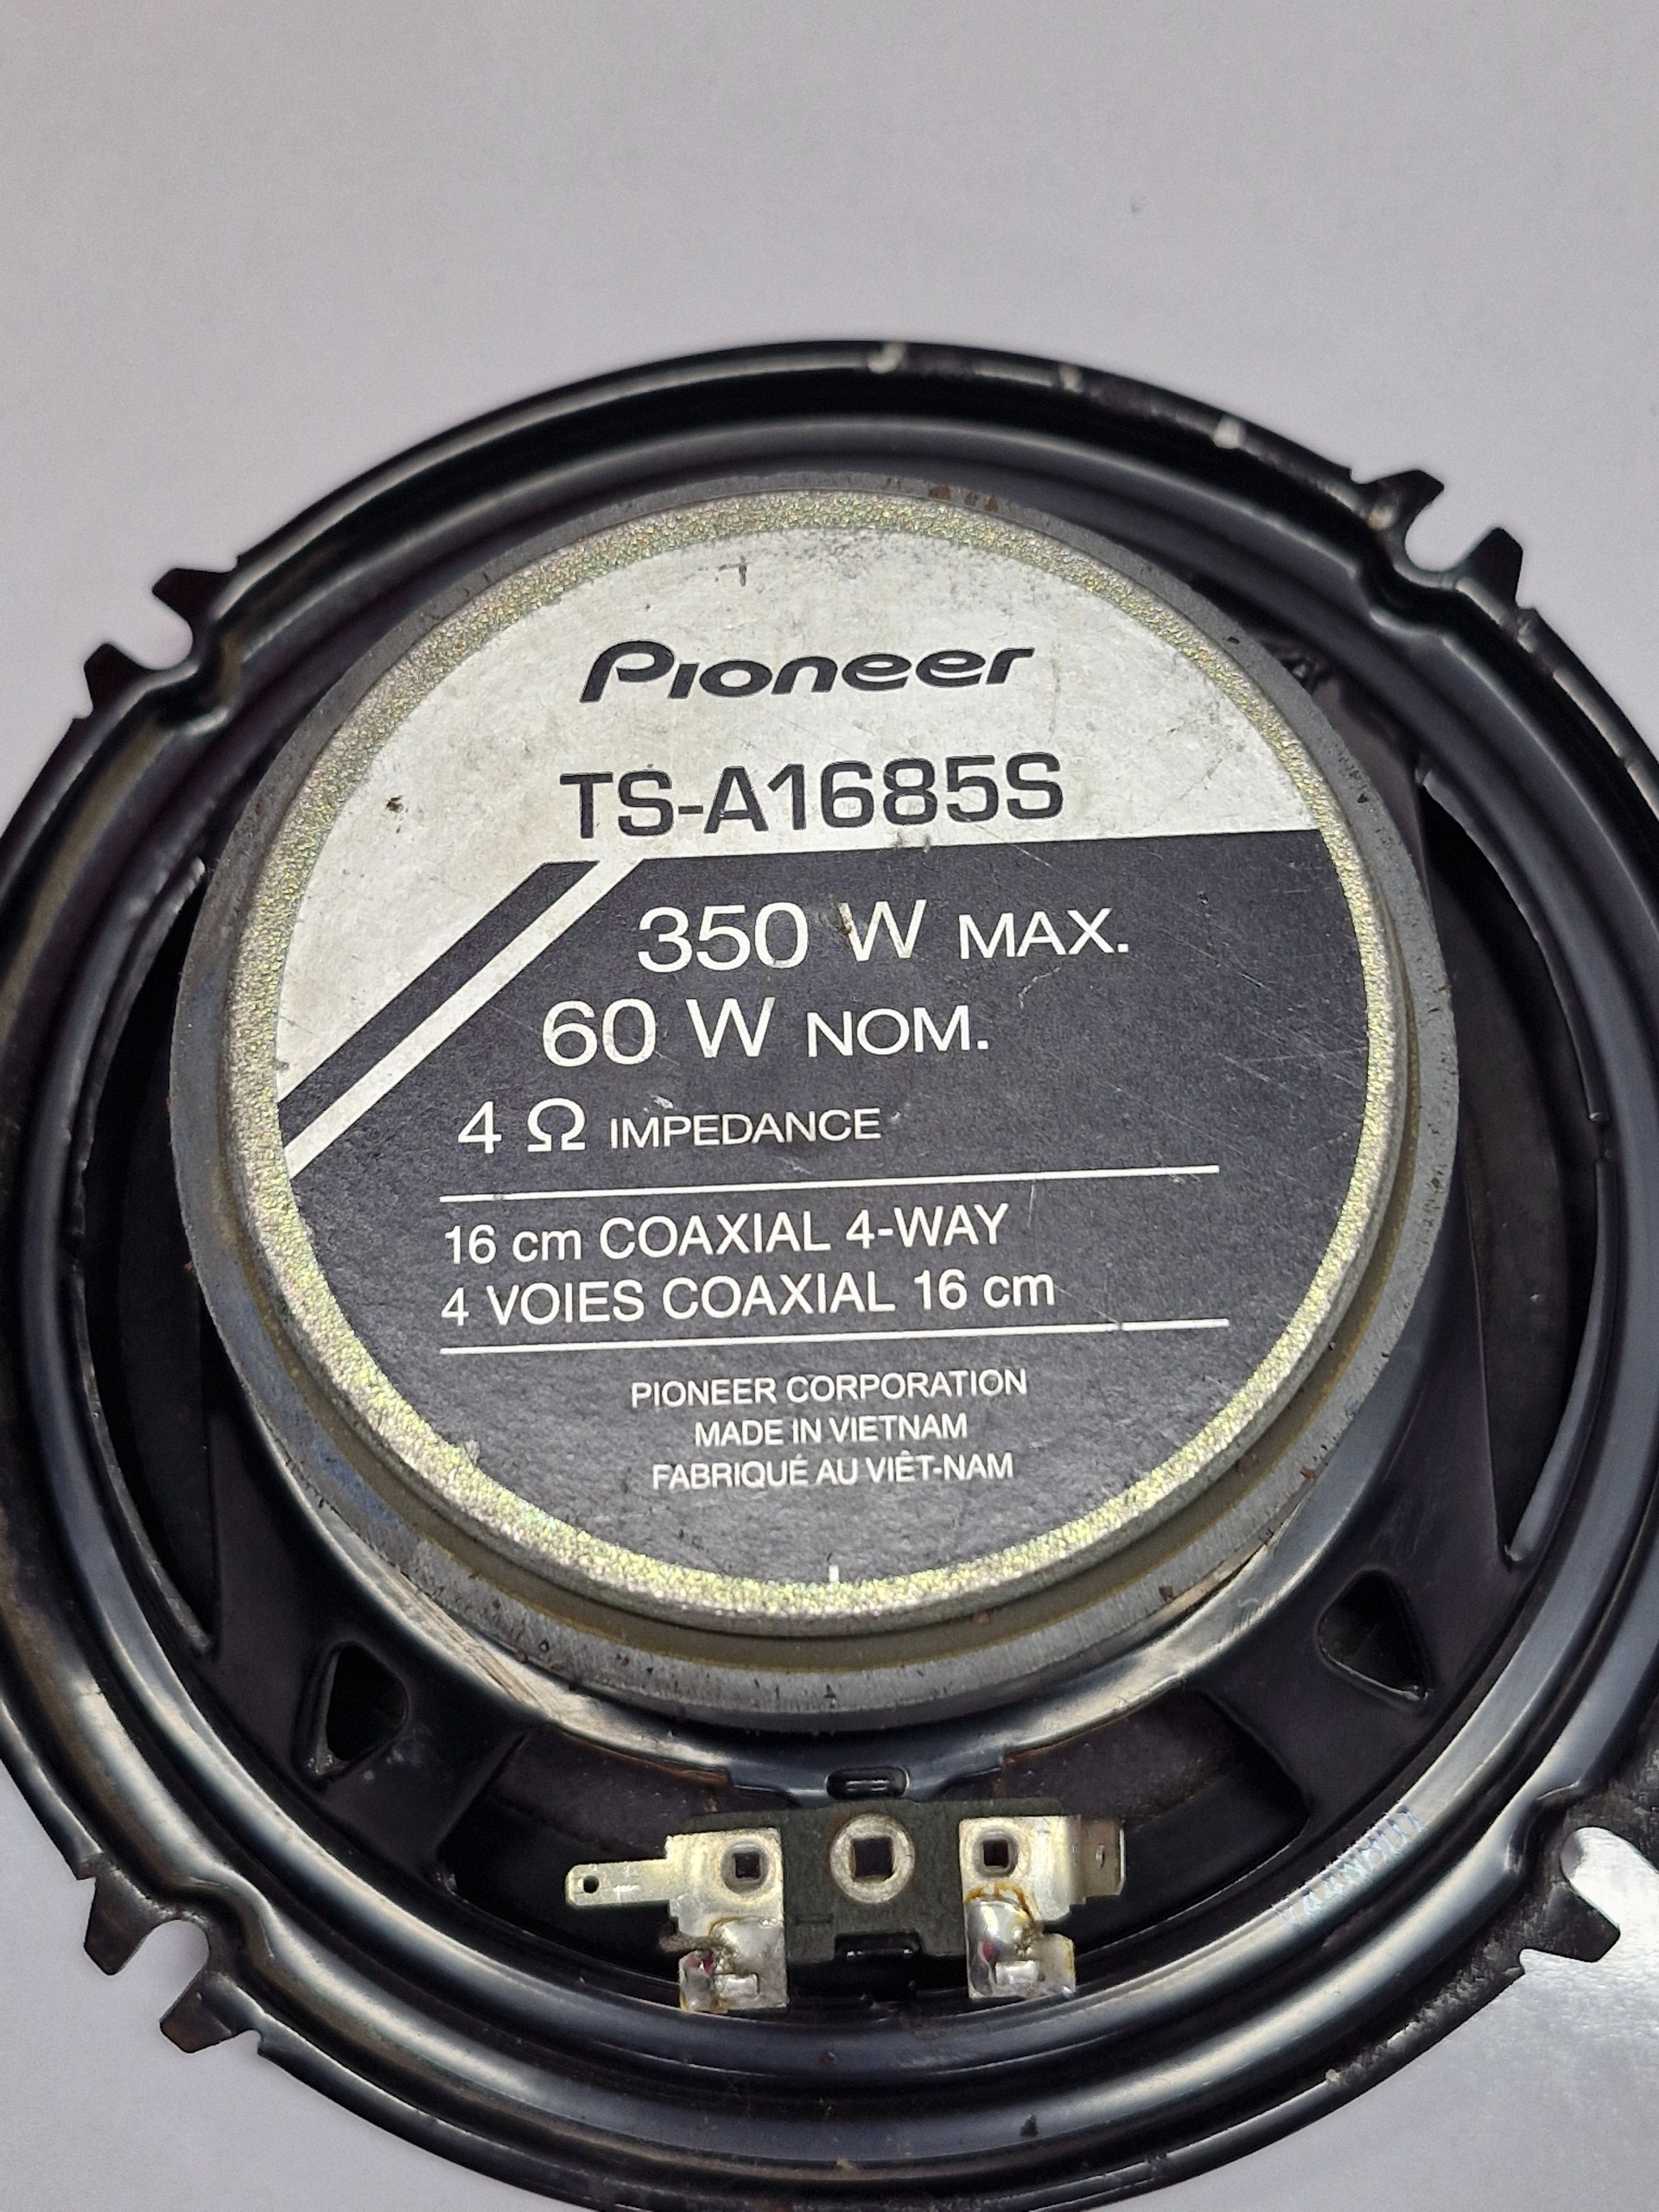 Pioneer
TS-A1685S
350 W MAX.
60 W NOM.
4 Ω IMPEDANCE
16 cm COAXIAL 4-WAY
4 VOIES COAXIAL 16 cm
PIONEER CORPORATION
MADE IN VIETNAM
FABRIQUÉ AU VIÊT-NAM